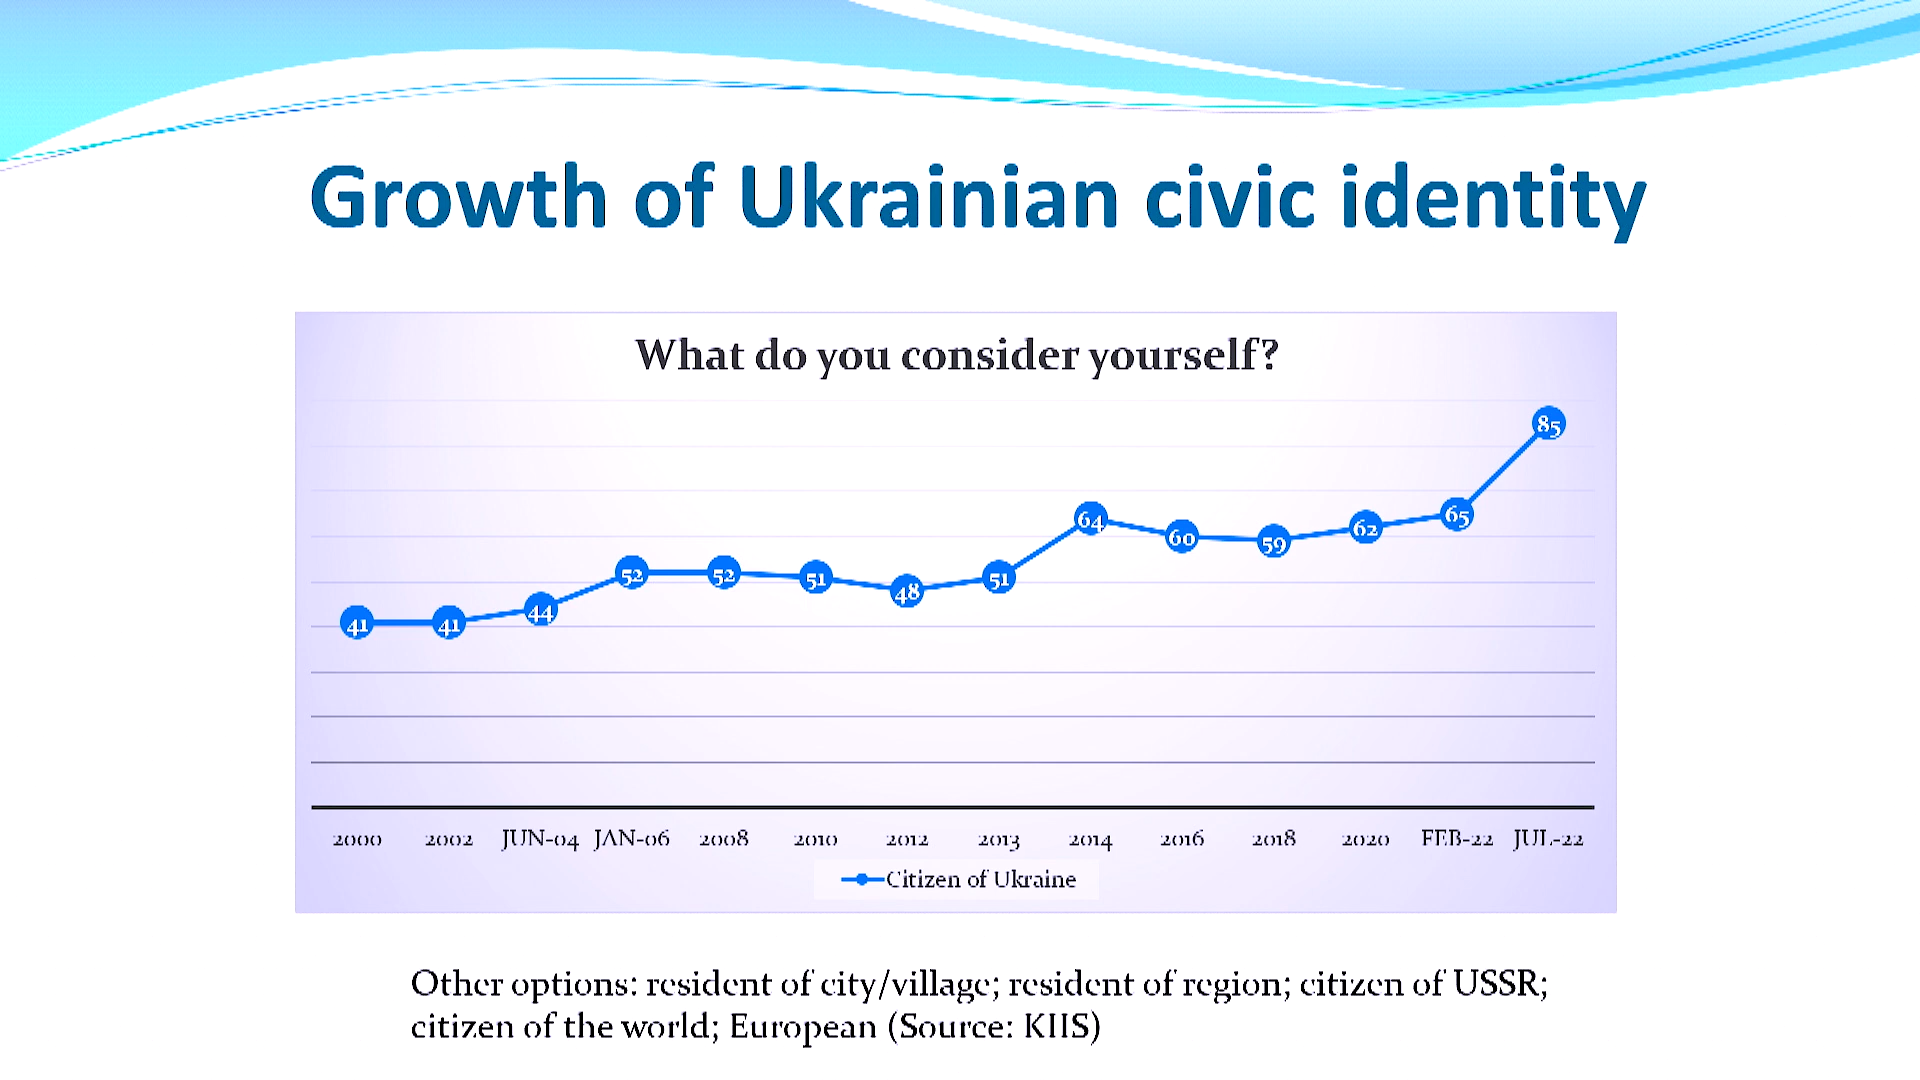 Growth of Ukrainian civic identity
What do you consider yourself?
85
64 60 59 62 65
52 52 51 48 51
41 41 44
2000 2002 JUN-04 JAN-06 2008 2010 2012 2013 2014 2016 2018 2020 FEB-22 JUL-22
Citizen of Ukraine
Other options: resident of city/village; resident of region; citizen of USSR;
citizen of the world; European (Source: KIIS)